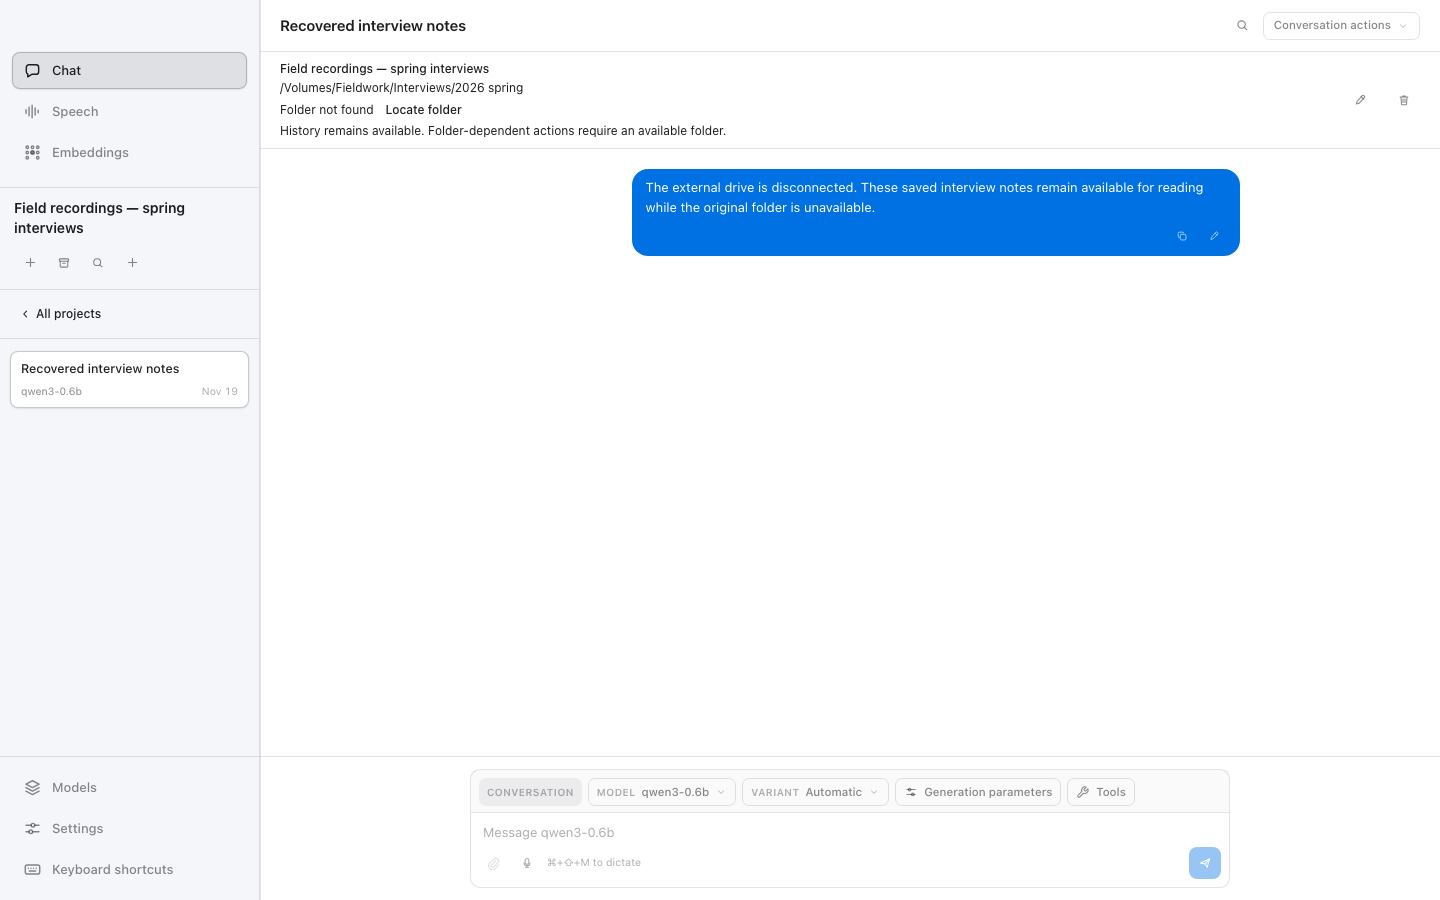 Chat
Speech
Embeddings
Field recordings — spring
interviews
All projects
Recovered interview notes
qwen3-0.6b Nov 19
Models
Settings
Keyboard shortcuts
Recovered interview notes
Conversation actions
Field recordings — spring interviews
/Volumes/Fieldwork/Interviews/2026 spring
Folder not found Locate folder
History remains available. Folder-dependent actions require an available folder.
The external drive is disconnected. These saved interview notes remain available for reading
while the original folder is unavailable.
CONVERSATION MODEL qwen3-0.6b VARIANT Automatic Generation parameters Tools
Message qwen3-0.6b
⌘+⇧+M to dictate